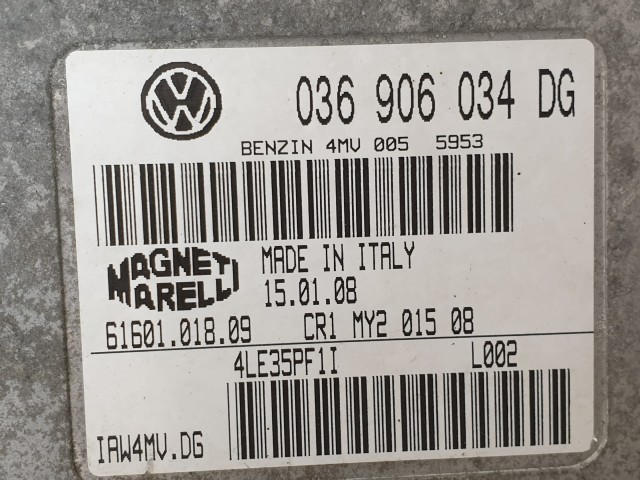 036 906 034 DG
BENZIN 4MV 005 5953
MAGNETI MARELLI
MADE IN ITALY
15.01.08
61601.018.09 CR1 MY2 015 08
4LE35PF1I L002
IAW4MV.DG